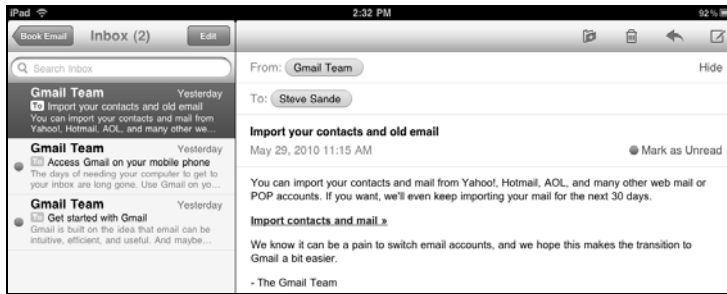 iPad 2:32 PM 92%
Book Email Inbox (2) Edit
Search Inbox
Gmail Team Yesterday
To Import your contacts and old email
You can import your contacts and mail from
Yahoo!, Hotmail, AOL, and many other we...
Gmail Team Yesterday
To Access Gmail on your mobile phone
The days of needing your computer to get to
your inbox are long gone. Use Gmail on yo...
Gmail Team Yesterday
To Get started with Gmail
Gmail is built on the idea that email can be
intuitive, efficient, and useful. And maybe...
From: Gmail Team Hide
To: Steve Sande
Import your contacts and old email
May 29, 2010 11:15 AM Mark as Unread
You can import your contacts and mail from Yahoo!, Hotmail, AOL, and many other web mail or
POP accounts. If you want, we'll even keep importing your mail for the next 30 days.
Import contacts and mail »
We know it can be a pain to switch email accounts, and we hope this makes the transition to
Gmail a bit easier.
- The Gmail Team